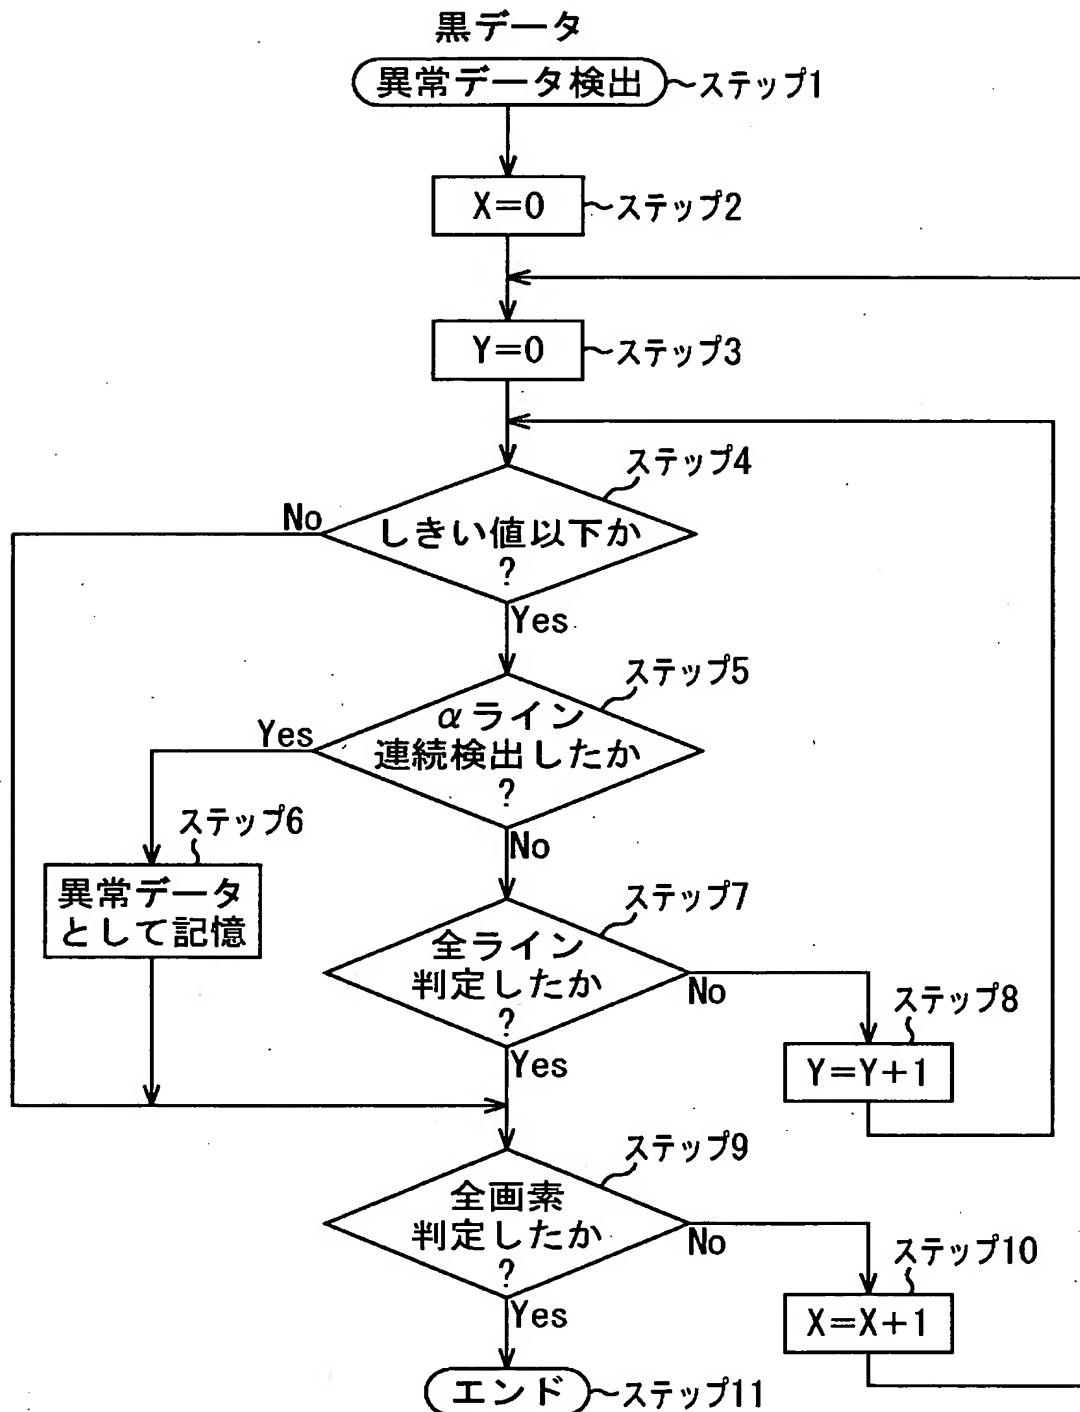 黒データ
異常データ検出
ステップ1
X=0
ステップ2
Y=0
ステップ3
ステップ4
No
しきい値以下か
?
Yes
ステップ5
Yes
αライン
連続検出したか
?
No
ステップ6
異常データ
として記憶
ステップ7
全ライン
判定したか
?
No
Yes
ステップ8
Y=Y+1
ステップ9
全画素
判定したか
?
No
Yes
ステップ10
X=X+1
エンド
ステップ11